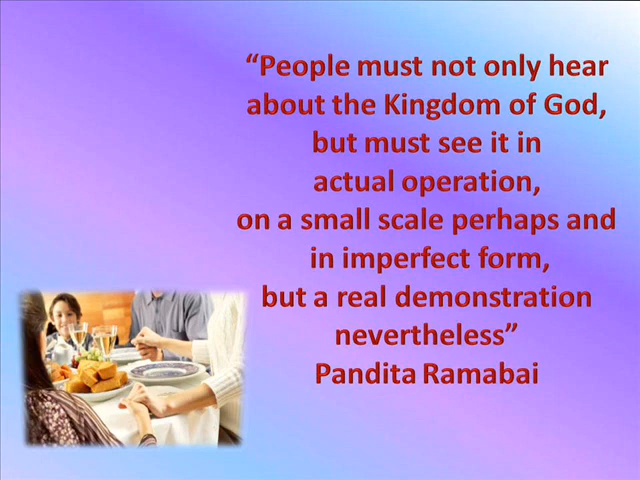 “People must not only hear
about the Kingdom of God,
but must see it in
actual operation,
on a small scale perhaps and
in imperfect form,
but a real demonstration
nevertheless”
Pandita Ramabai